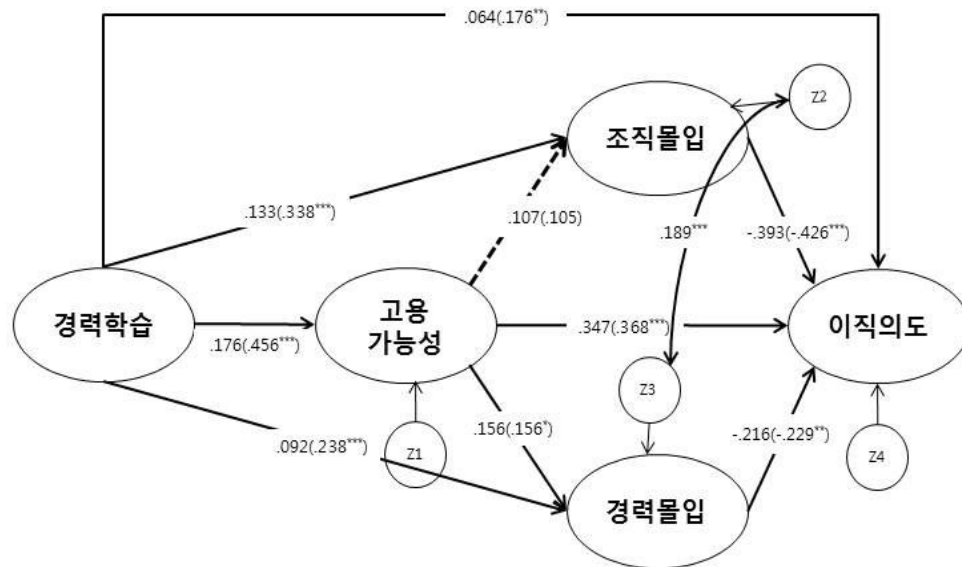 .064(.176**)
Z2
조직몰입
.133(.338***)
.107(.105)
.189***
-.393(-.426***)
경력학습
고용
가능성
.347(.368***)
이직의도
.176(.456***)
Z3
.092(.238***)
Z1
.156(.156*)
-.216(-.229**)
Z4
경력몰입